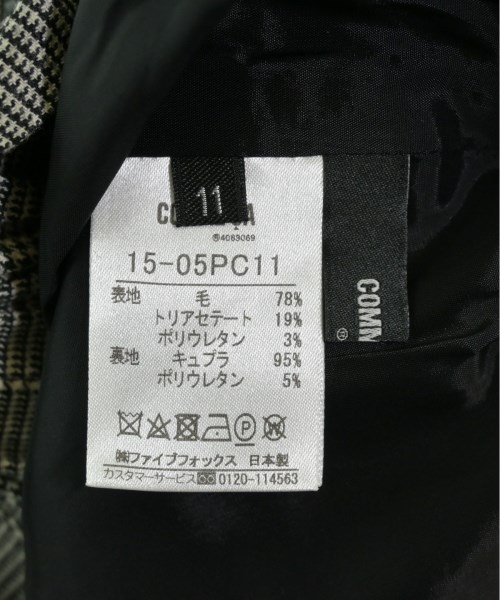 11
Ⓡ4063069
15-05PC11
表地 毛 78%
トリアセテート 19%
ポリウレタン 3%
裏地 キュプラ 95%
ポリウレタン 5%
P W
㈱ファイブフォックス 日本製
カスタマーサービス 0120-114563
COMM